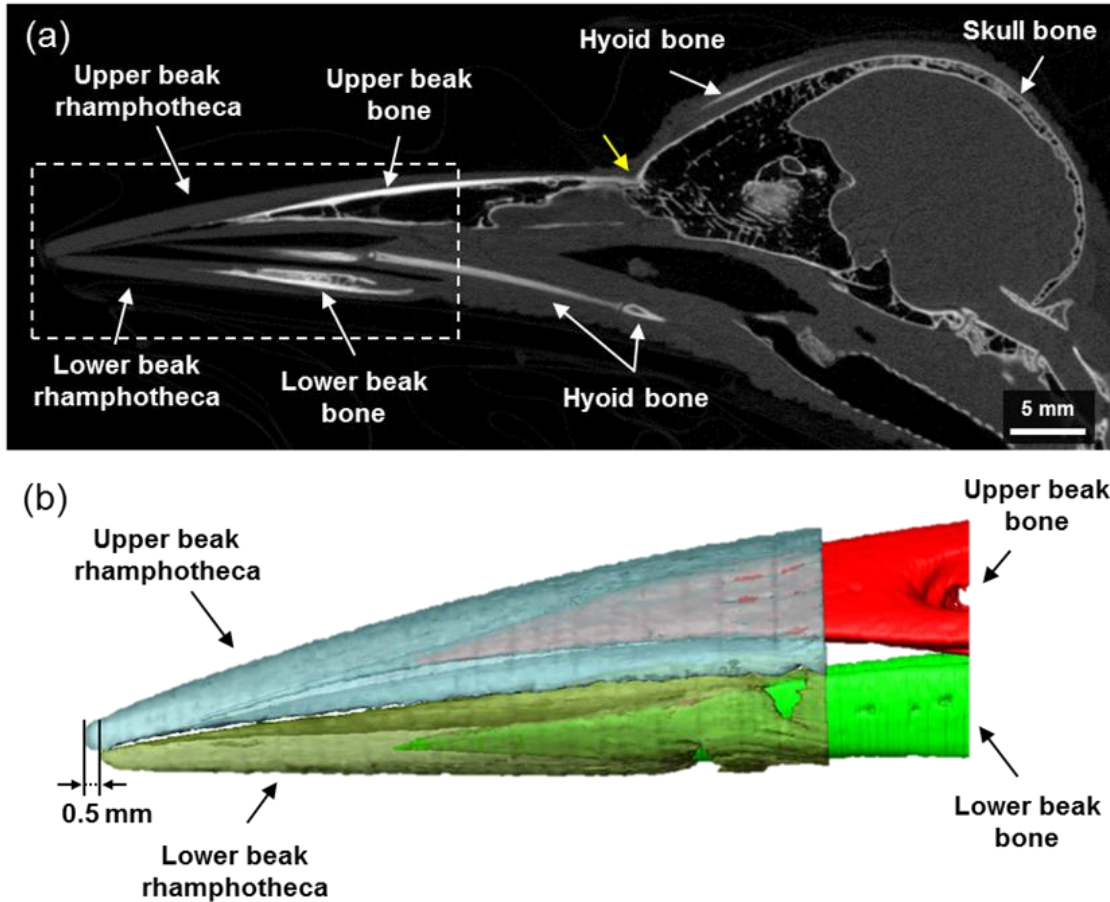 (a)
Hyoid bone
Skull bone
Upper beak
rhamphotheca
Upper beak
bone
Lower beak
rhamphotheca
Lower beak
bone
Hyoid bone
5 mm
(b)
Upper beak
bone
Upper beak
rhamphotheca
0.5 mm
Lower beak
rhamphotheca
Lower beak
bone